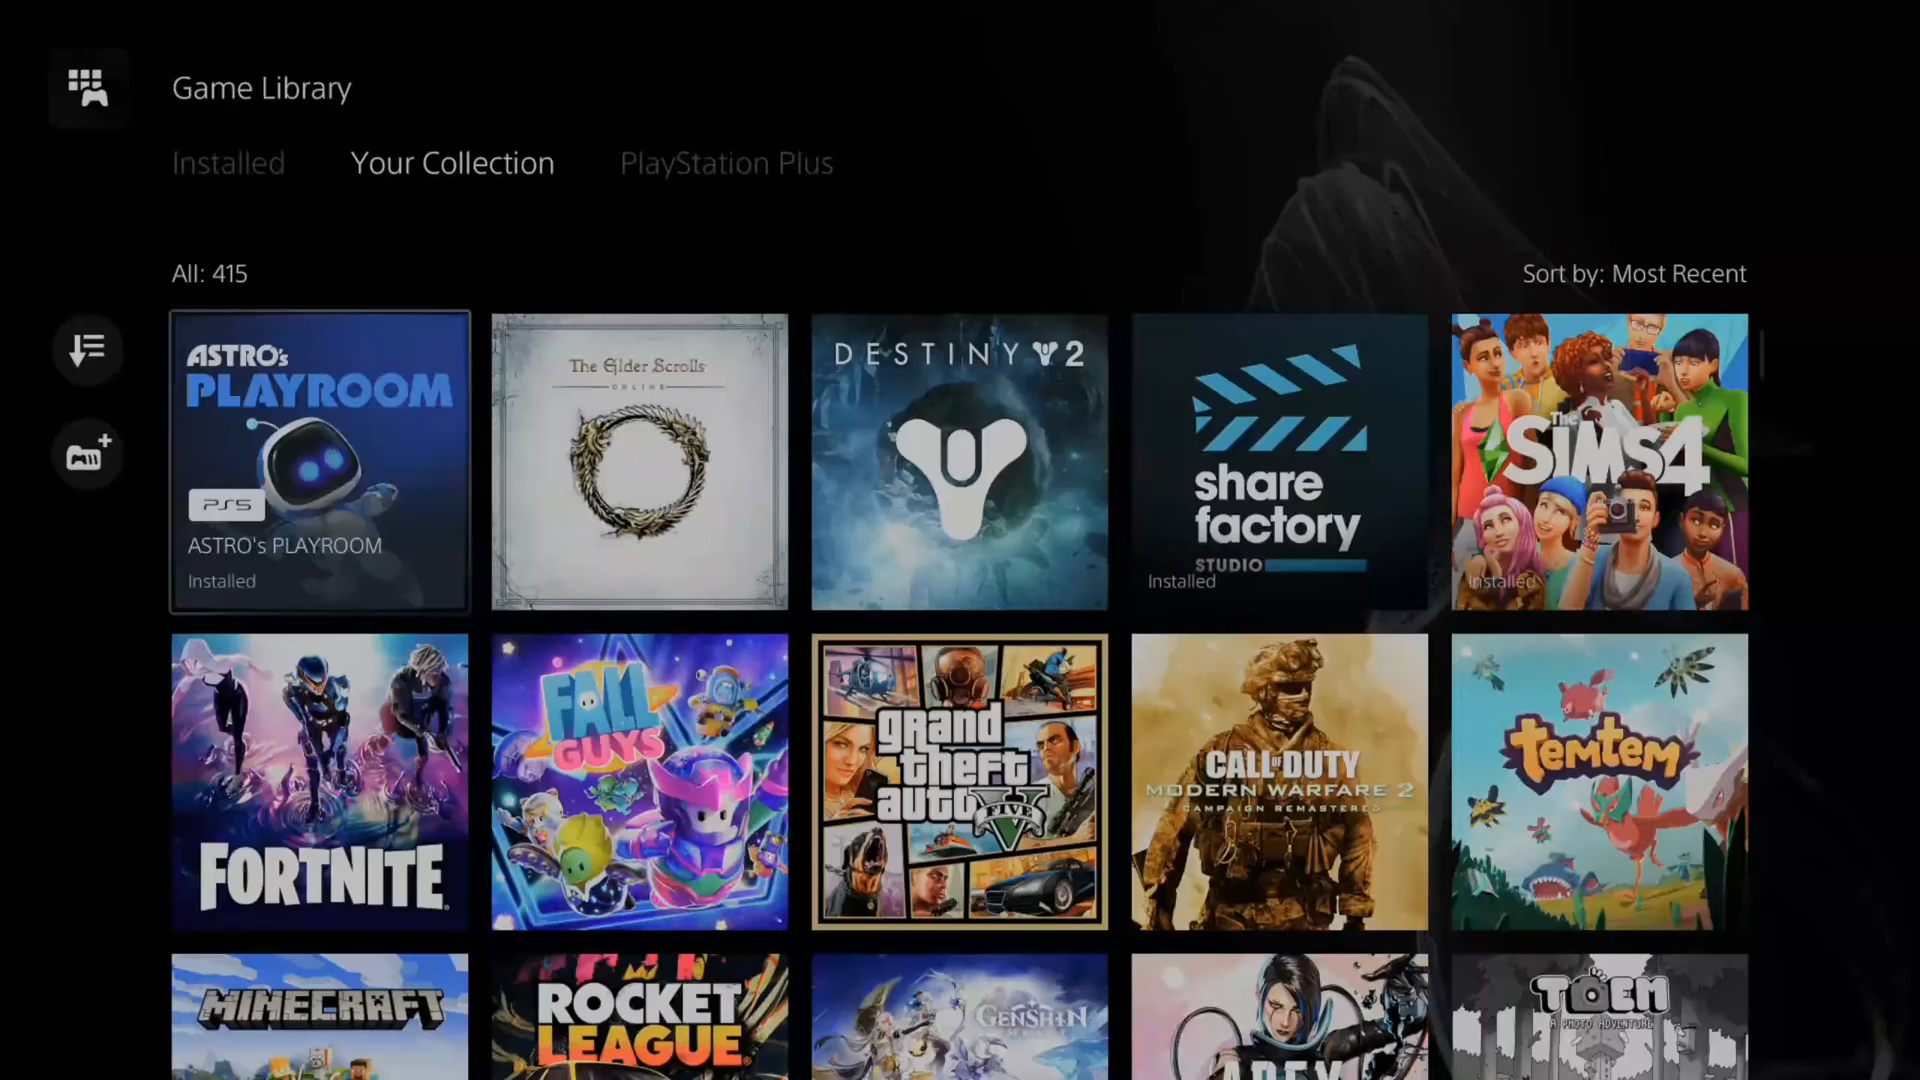 Game Library
Installed
Your Collection
PlayStation Plus
All: 415
Sort by: Most Recent
ASTRO's
PLAYROOM
PS5
ASTRO's PLAYROOM
Installed
The Elder Scrolls
ONLINE
DESTINY 2
share
factory
STUDIO
Installed
The
SIMS4
Installed
FORTNITE
FALL
GUYS
grand
theft
auto
FIVE
CALL OF DUTY
MODERN WARFARE 2
CAMPAIGN REMASTERED
temtem
MINECRAFT
ROCKET
LEAGUE
GENSHIN
APEX
TOEM
A PHOTO ADVENTURE